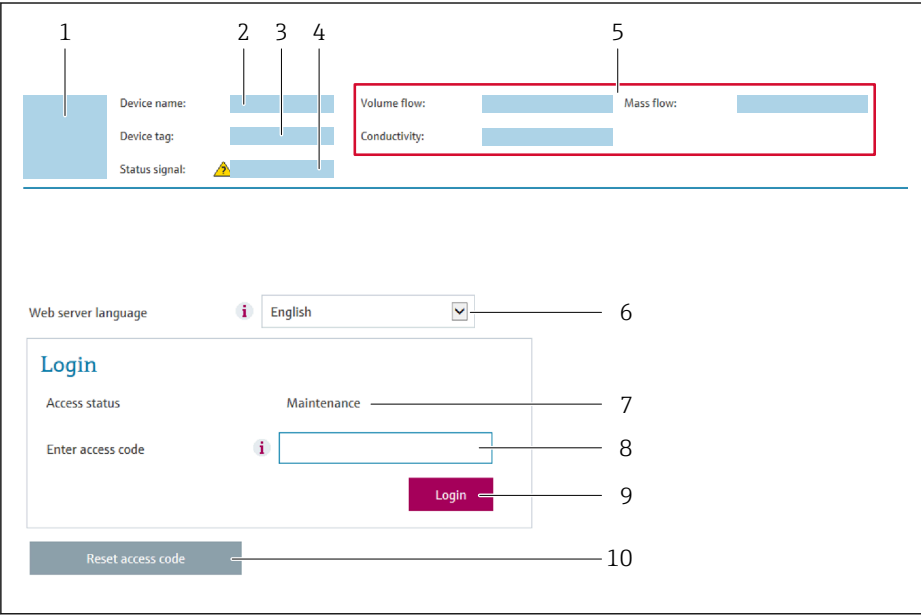 1 2 3 4 5
Device name: Volume flow: Mass flow:
Device tag: Conductivity:
Status signal: ?
Web server language i English 6
Login
Access status Maintenance 7
Enter access code i 8
Login 9
Reset access code 10